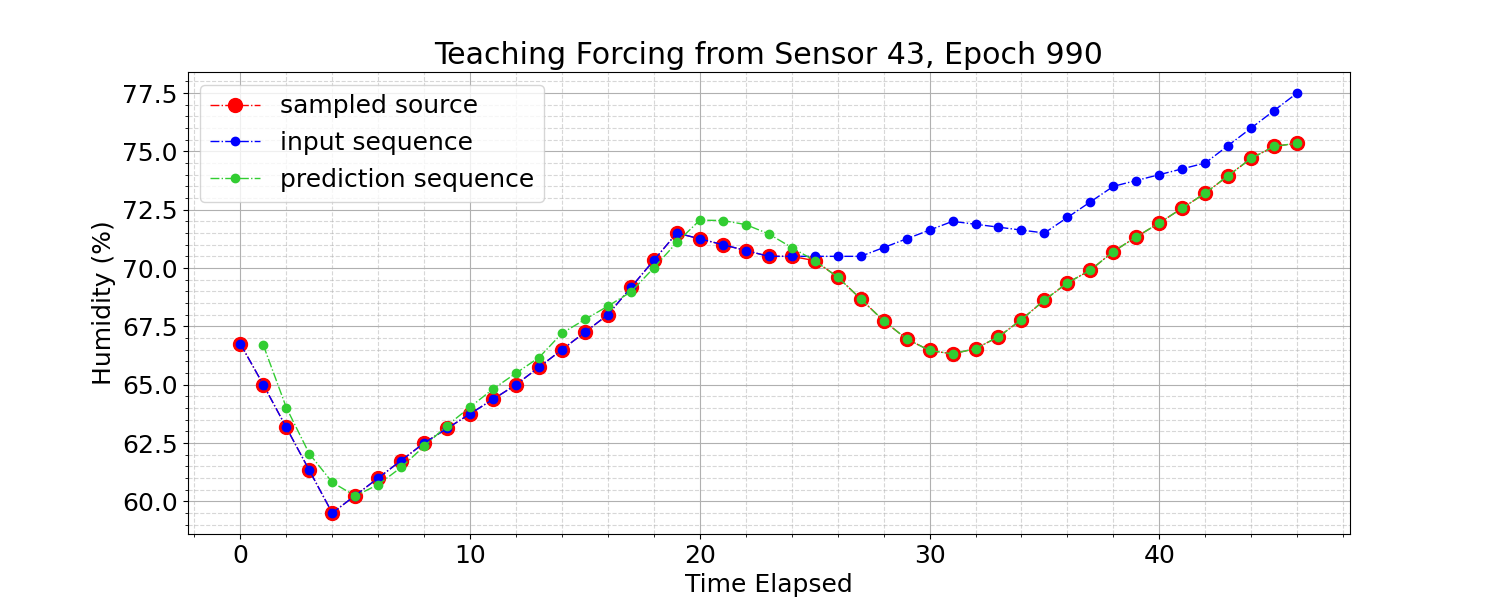 Teaching Forcing from Sensor 43, Epoch 990
77.5
75.0
72.5
70.0
67.5
65.0
62.5
60.0
Humidity (%)
sampled source
input sequence
prediction sequence
0 10 20 30 40
Time Elapsed